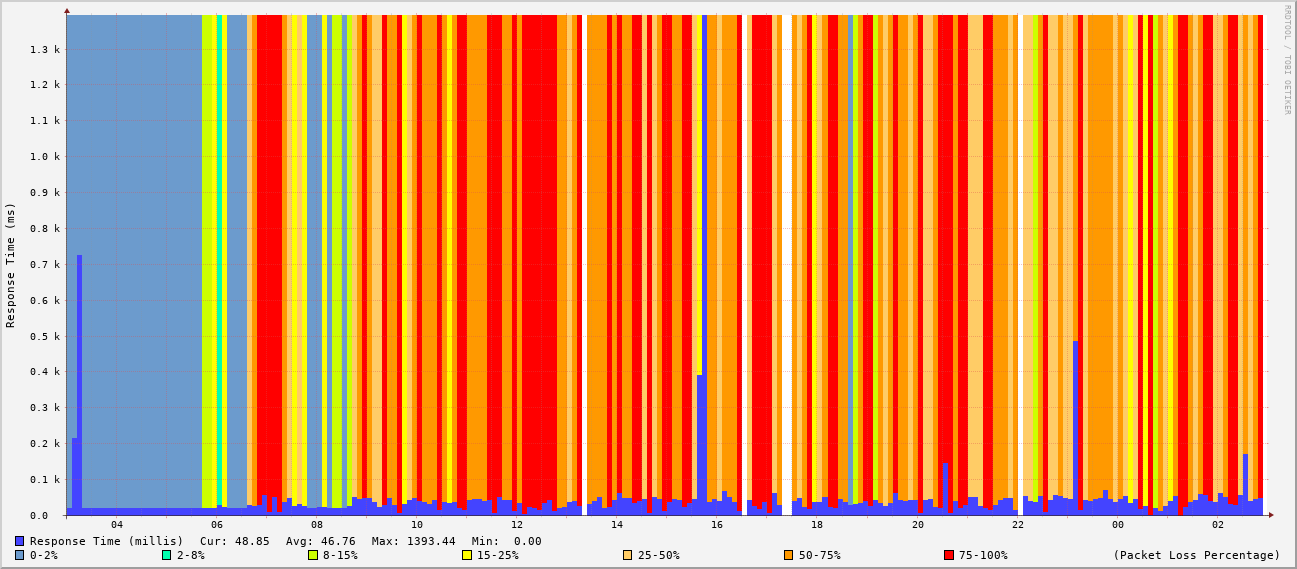 RRDTOOL / TOBI OETIKER
Response Time (ms)
1.3 k
1.2 k
1.1 k
1.0 k
0.9 k
0.8 k
0.7 k
0.6 k
0.5 k
0.4 k
0.3 k
0.2 k
0.1 k
0.0
04 06 08 10 12 14 16 18 20 22 00 02
Response Time (millis) Cur: 48.85 Avg: 46.76 Max: 1393.44 Min: 0.00
0-2% 2-8% 8-15% 15-25% 25-50% 50-75% 75-100% (Packet Loss Percentage)